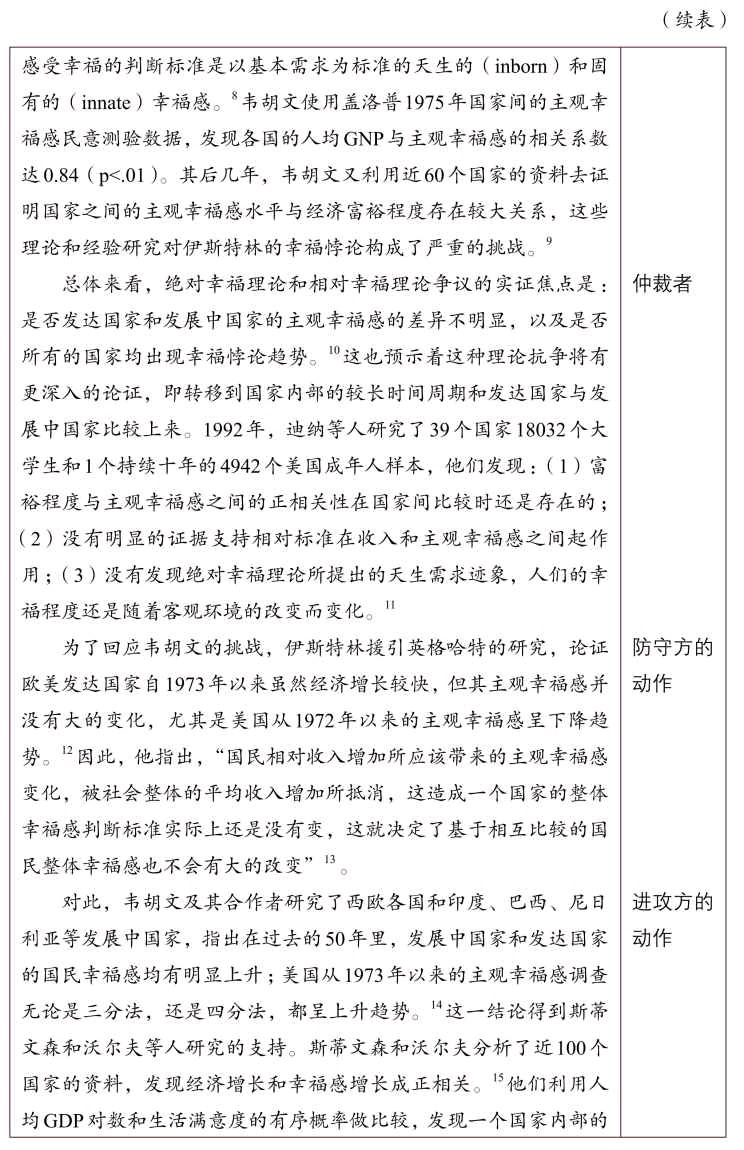 （续表）
感受幸福的判断标准是以基本需求为标准的天生的（inborn）和固
有的（innate）幸福感。8韦胡文使用盖洛普1975年国家间的主观幸
福感民意测验数据，发现各国的人均GNP与主观幸福感的相关系数
达0.84（p<.01）。其后几年，韦胡文又利用近60个国家的资料去证
明国家之间的主观幸福感水平与经济富裕程度存在较大关系，这些
理论和经验研究对伊斯特林的幸福悖论构成了严重的挑战。9
总体来看，绝对幸福理论和相对幸福理论争议的实证焦点是：
仲裁者
是否发达国家和发展中国家的主观幸福感的差异不明显，以及是否
所有的国家均出现幸福悖论趋势。10这也预示着这种理论抗争将有
更深入的论证，即转移到国家内部的较长时间周期和发达国家与发
展中国家比较上来。1992年，迪纳等人研究了39个国家18032个大
学生和1个持续十年的4942个美国成年人样本，他们发现：（1）富
裕程度与主观幸福感之间的正相关性在国家间比较时还是存在的；
（2）没有明显的证据支持相对标准在收入和主观幸福感之间起作
用；（3）没有发现绝对幸福理论所提出的天生需求迹象，人们的幸
福程度还是随着客观环境的改变而变化。11
为了回应韦胡文的挑战，伊斯特林援引英格哈特的研究，论证
防守方的
欧美发达国家自1973年以来虽然经济增长较快，但其主观幸福感并
动作
没有大的变化，尤其是美国从1972年以来的主观幸福感呈下降趋
势。12因此，他指出，“国民相对收入增加所应该带来的主观幸福感
变化，被社会整体的平均收入增加所抵消，这造成一个国家的整体
幸福感判断标准实际上还是没有变，这就决定了基于相互比较的国
民整体幸福感也不会有大的改变”13。
对此，韦胡文及其合作者研究了西欧各国和印度、巴西、尼日
进攻方的
利亚等发展中国家，指出在过去的50年里，发展中国家和发达国家
动作
的国民幸福感均有明显上升；美国从1973年以来的主观幸福感调查
无论是三分法，还是四分法，都呈上升趋势。14这一结论得到斯蒂
文森和沃尔夫等人研究的支持。斯蒂文森和沃尔夫分析了近100个
国家的资料，发现经济增长和幸福感增长成正相关。15他们利用人
均GDP对数和生活满意度的有序概率做比较，发现一个国家内部的